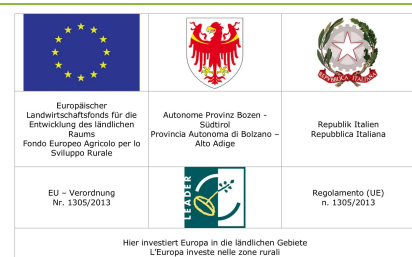 Europäischer
Landwirtschaftsfonds für die
Entwicklung des ländlichen
Raums
Fondo Europeo Agricolo per lo
Sviluppo Rurale
Autonome Provinz Bozen -
Südtirol
Provincia Autonoma di Bolzano –
Alto Adige
REPVBBLICA ITALIANA
Republik Italien
Repubblica Italiana
EU – Verordnung
Nr. 1305/2013
LEADER
Regolamento (UE)
n. 1305/2013
Hier investiert Europa in die ländlichen Gebiete
L'Europa investe nelle zone rurali